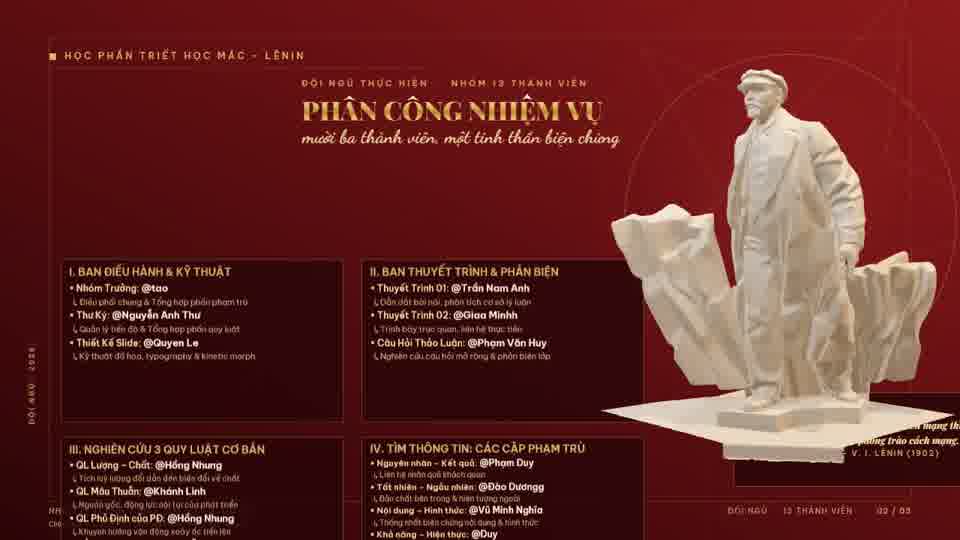 HỌC PHẦN TRIẾT HỌC MÁC - LÊNIN
ĐỘI NGŨ THỰC HIỆN NHÓM 13 THÀNH VIÊN
PHÂN CÔNG NHIỆM VỤ
mười ba thành viên, một tinh thần biện chứng
I. BAN ĐIỀU HÀNH & KỸ THUẬT
• Nhóm Trưởng: @tao
↳ Điều phối chung & Tổng hợp phần phạm trù
• Thư Ký: @Nguyễn Anh Thư
↳ Quản lý tiến độ & Tổng hợp phần quy luật
• Thiết Kế Slide: @Quyen Le
↳ Kỹ thuật đồ họa, typography & kinetic morph
II. BAN THUYẾT TRÌNH & PHẢN BIỆN
• Thuyết Trình 01: @Trần Nam Anh
↳ Dẫn dắt bài nói, phân tích cơ sở lý luận
• Thuyết Trình 02: @Giaa Minhh
↳ Trình bày trực quan, liên hệ thực tiễn
• Câu Hỏi Thảo Luận: @Phạm Văn Huy
↳ Nghiên cứu câu hỏi mở rộng & phản biện lớp
III. NGHIÊN CỨU 3 QUY LUẬT CƠ BẢN
• QL Lượng - Chất: @Hồng Nhung
↳ Tích luỹ lượng đổi dẫn đến biến đổi về chất
• QL Mâu Thuẫn: @Khánh Linh
↳ Nguồn gốc, động lực nội tại của phát triển
• QL Phủ Định của PĐ: @Hồng Nhung
↳ Khuynh hướng vận động xoáy ốc tiến lên
IV. TÌM THÔNG TIN: CÁC CẶP PHẠM TRÙ
• Nguyên nhân - Kết quả: @Phạm Duy
↳ Liên hệ nhân quả khách quan
• Tất nhiên - Ngẫu nhiên: @Đào Dươngg
↳ Bản chất bên trong & hiện tượng ngoài
• Nội dung - Hình thức: @Vũ Minh Nghĩa
↳ Thống nhất biện chứng nội dung & hình thức
• Khả năng - Hiện thực: @Duy
mạng
phong trào cách mạng.
V. I. LÊNIN (1902)
ĐỘI NGŨ 13 THÀNH VIÊN 02 / 03
ĐỘI NGŨ 2026